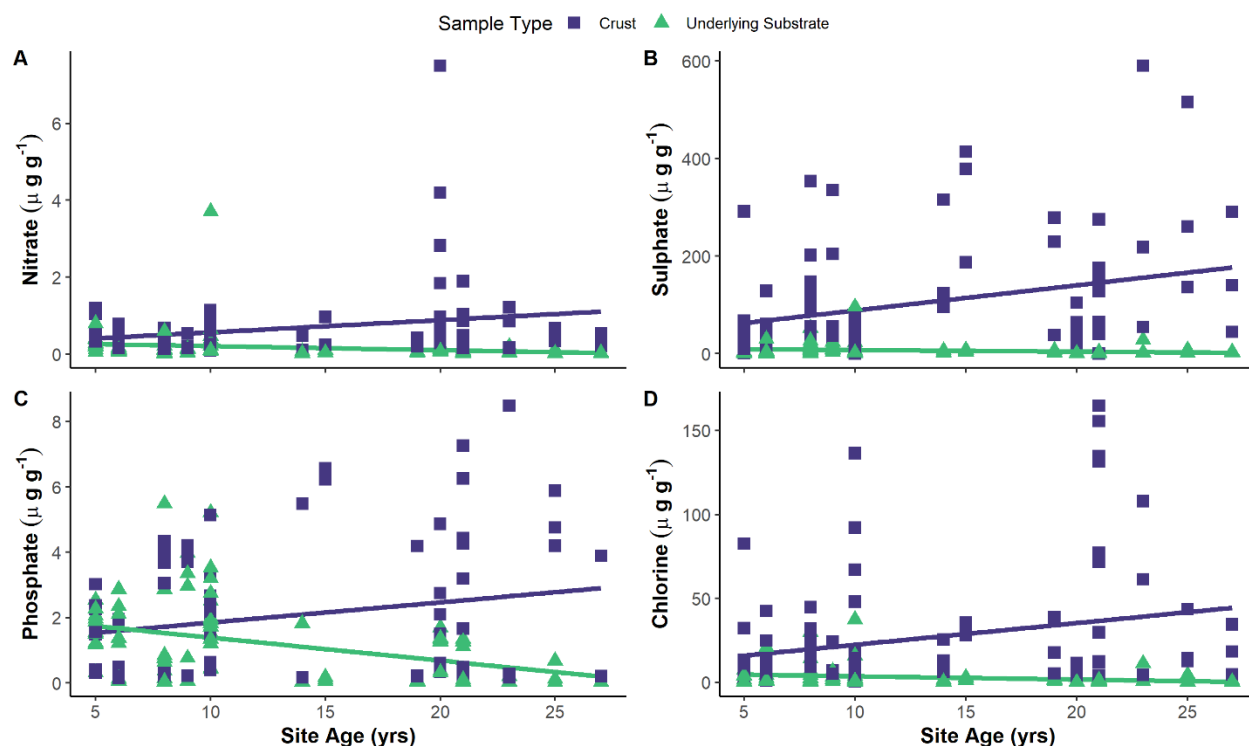 Sample Type Crust Underlying Substrate
A
Nitrate (μ g g⁻¹)
6
4
2
0
B
Sulphate (μ g g⁻¹)
600
400
200
0
C
Phosphate (μ g g⁻¹)
8
6
4
2
0
5 10 15 20 25
Site Age (yrs)
D
Chlorine (μ g g⁻¹)
150
100
50
0
5 10 15 20 25
Site Age (yrs)